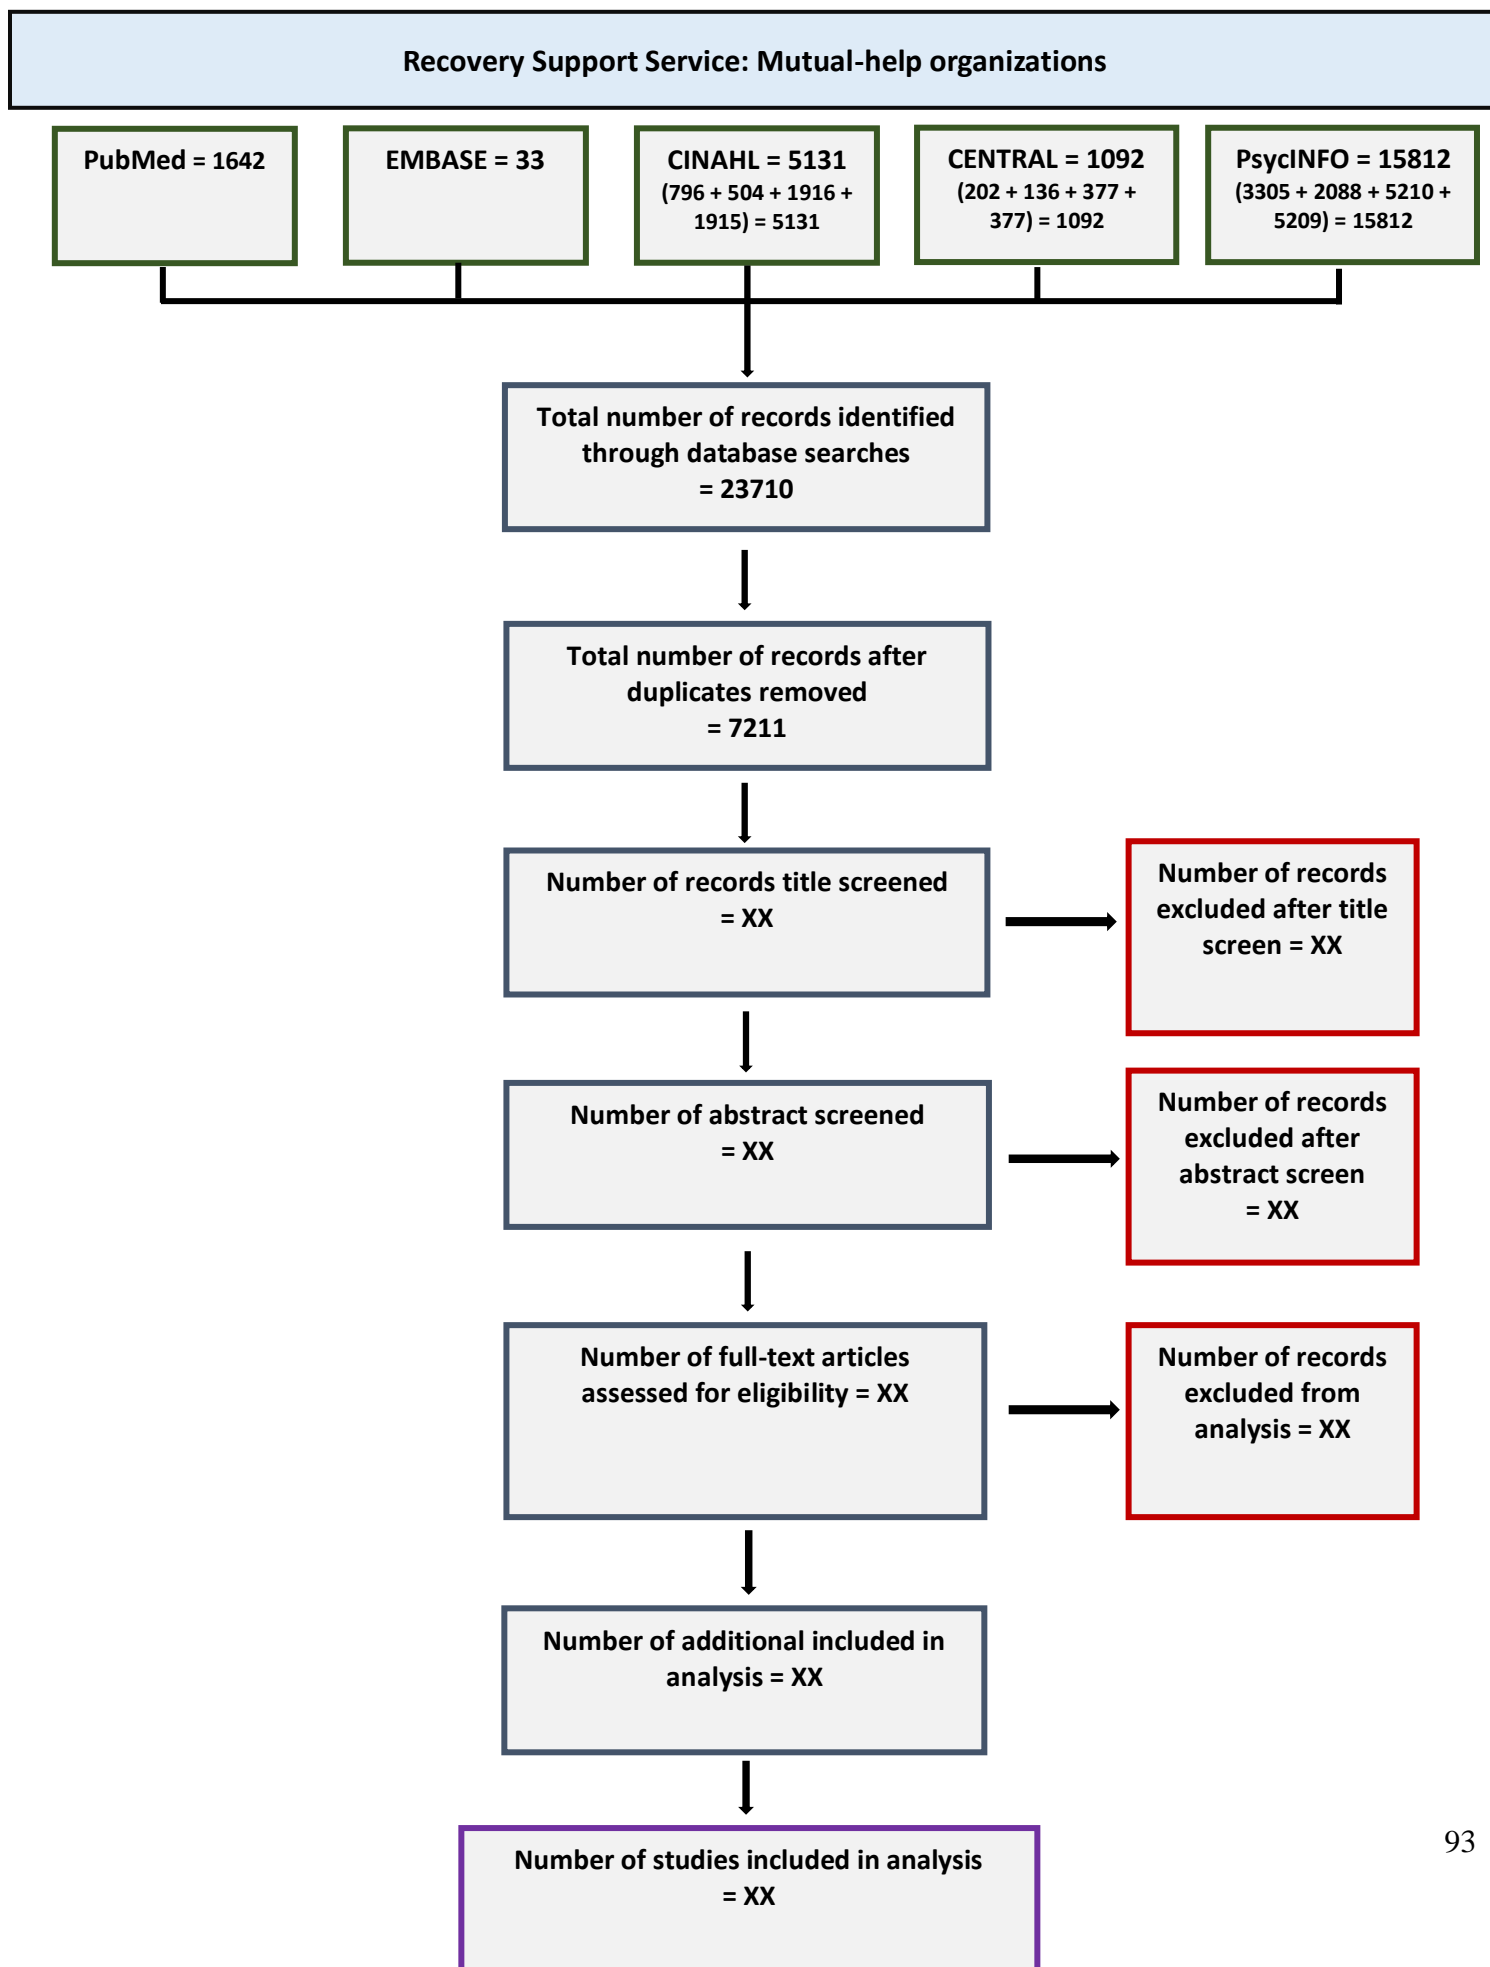 Recovery Support Service: Mutual-help organizations
PubMed = 1642
EMBASE = 33
CINAHL = 5131
(796 + 504 + 1916 +
1915) = 5131
CENTRAL = 1092
(202 + 136 + 377 +
377) = 1092
PsycINFO = 15812
(3305 + 2088 + 5210 +
5209) = 15812
Total number of records identified
through database searches
= 23710
Total number of records after
duplicates removed
= 7211
Number of records title screened
= XX
Number of records
excluded after title
screen = XX
Number of abstract screened
= XX
Number of records
excluded after
abstract screen
= XX
Number of full-text articles
assessed for eligibility = XX
Number of records
excluded from
analysis = XX
Number of additional included in
analysis = XX
Number of studies included in analysis
= XX
93